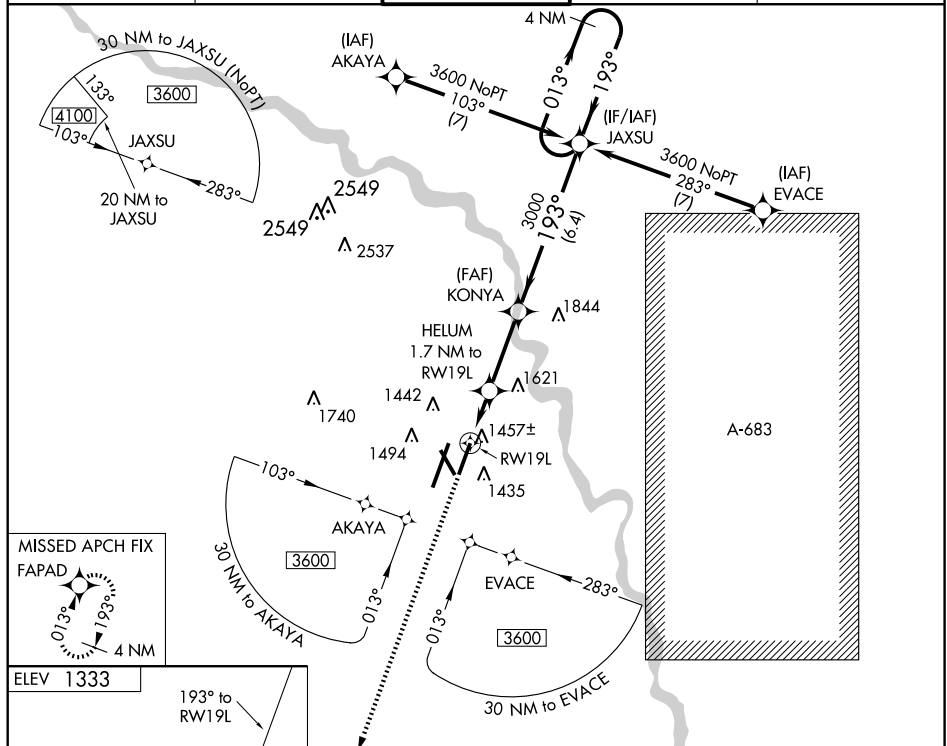 4 NM
30 NM to JAXSU (NoPT)
(IAF)
AKAYA
3600 NoPT
103°
(7)
013°
193°
(IF/IAF)
JAXSU
133°
3600
4100
103°
JAXSU
283°
20 NM to
JAXSU
3600 NoPT
283°
(7)
(IAF)
EVACE
2549
2549
2537
3000
193°
(6.4)
(FAF)
KONYA
1844
HELUM
1.7 NM to
RW19L
1621
1442
1740
1494
1457±
RW19L
1435
A-683
103°
AKAYA
3600
013°
30 NM to AKAYA
EVACE
283°
013°
3600
30 NM to EVACE
MISSED APCH FIX
FAPAD
013°
193°
4 NM
ELEV 1333
193° to
RW19L